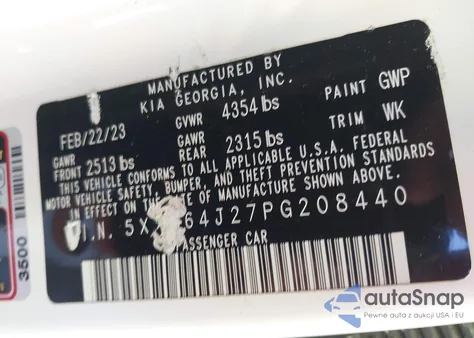 MANUFACTURED BY
KIA GEORGIA, INC.
FEB/22/23
GVWR 4354 lbs
PAINT GWP
GAWR FRONT 2513 lbs
GAWR REAR 2315 lbs
TRIM WK
THIS VEHICLE CONFORMS TO ALL APPLICABLE U.S.A. FEDERAL
MOTOR VEHICLE SAFETY, BUMPER, AND THEFT PREVENTION STANDARDS
IN EFFECT ON THE DATE OF MANUFACTURE SHOWN ABOVE.
5X 64J27PG208440
PASSENGER CAR
3500
autoSnap
Pewne auta z aukcji USA i EU